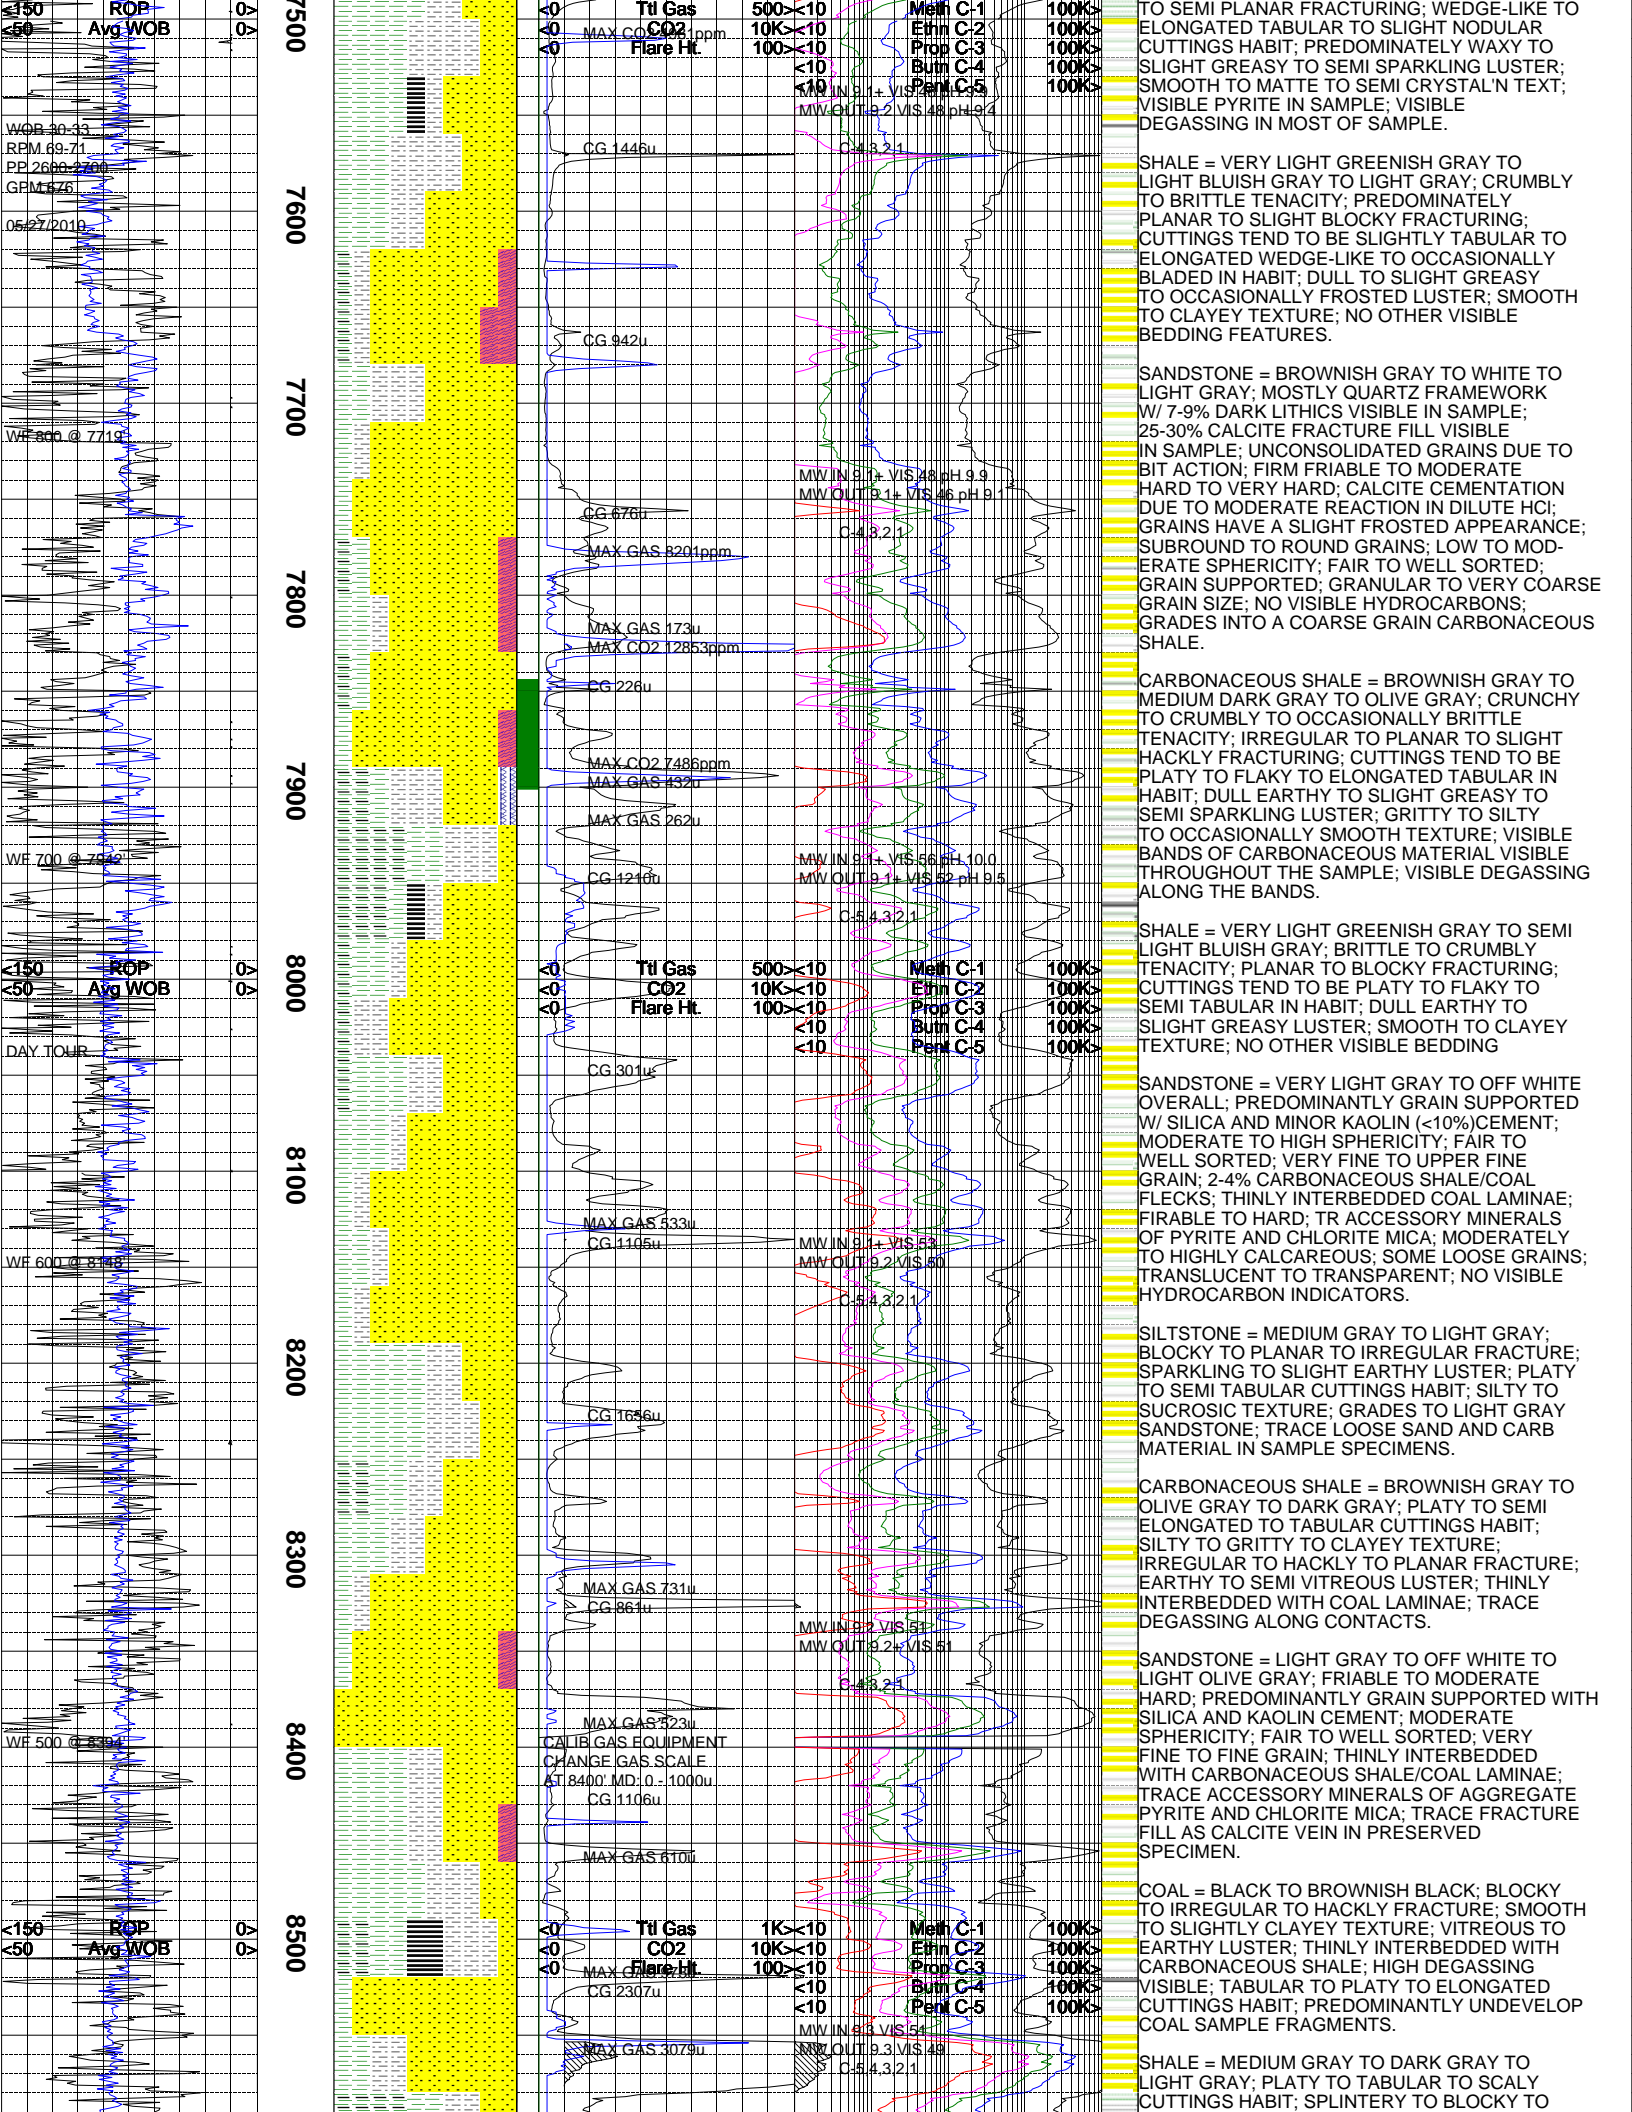 <150 ROP 0>
<50 Avg WOB 0>
WOB 30-33
RPM 69-71
PP 2600-2700
GPM 676
05/27/2010
WF 800 @ 7719'
WF 700 @ 7942'
<150 ROP 0>
<50 Avg WOB 0>
DAY TOUR
WF 600 @ 8148'
WF 500 @ 8394'
<150 ROP 0>
<50 Avg WOB 0>
7500
7600
7700
7800
7900
8000
8100
8200
8300
8400
8500
<0 Ttl Gas 500>
<0 CO2 10K>
<0 Flare Ht. 100>
MAX CO2
CG 1446u
CG 942u
CG 676u
MAX GAS 8201ppm
MAX GAS 173u
MAX CO2 12853ppm
CG 226u
MAX CO2 7486ppm
MAX GAS 432u
MAX GAS 262u
CG 1210u
<0 Ttl Gas 500>
<0 CO2 10K>
<0 Flare Ht. 100>
CG 301u
MAX GAS 533u
CG 1105u
CG 1656u
MAX GAS 731u
CG 861u
MAX GAS 523u
CALIB GAS EQUIPMENT
CHANGE GAS SCALE
AT 8400' MD: 0 - 1000u
CG 1106u
MAX GAS 610u
<0 Ttl Gas 1K>
<0 CO2 10K>
<0 Flare Ht. 100>
MAX GAS
CG 2307u
MAX GAS 3079u
<10 Meth C-1 100K>
<10 Ethn C-2 100K>
<10 Prop C-3 100K>
<10 Butn C-4 100K>
<10 Pent C-5 100K>
MW IN 9.1+ VIS
MW OUT 9.2 VIS 48 pH 9.4
C-4,3,2,1
MW IN 9.1+ VIS 48 pH 9.9
MW OUT 9.1+ VIS 46 pH 9.1
C-4,3,2,1
MW IN 9.1+ VIS 56 pH 10.0
MW OUT 9.1+ VIS 52 pH 9.5
C-5,4,3,2,1
<10 Meth C-1 100K>
<10 Ethn C-2 100K>
<10 Prop C-3 100K>
<10 Butn C-4 100K>
<10 Pent C-5 100K>
MW IN 9.1+ VIS 53
MW OUT 9.2 VIS 50
C-5,4,3,2,1
MW IN 9.2 VIS 51
MW OUT 9.2+ VIS 51
C-4,3,2,1
<10 Meth C-1 100K>
<10 Ethn C-2 100K>
<10 Prop C-3 100K>
<10 Butn C-4 100K>
<10 Pent C-5 100K>
MW IN 9.3 VIS 51
MW OUT 9.3 VIS 49
C-5,4,3,2,1
TO SEMI PLANAR FRACTURING; WEDGE-LIKE TO
ELONGATED TABULAR TO SLIGHT NODULAR
CUTTINGS HABIT; PREDOMINATELY WAXY TO
SLIGHT GREASY TO SEMI SPARKLING LUSTER;
SMOOTH TO MATTE TO SEMI CRYSTAL'N TEXT;
VISIBLE PYRITE IN SAMPLE; VISIBLE
DEGASSING IN MOST OF SAMPLE.
SHALE = VERY LIGHT GREENISH GRAY TO
LIGHT BLUISH GRAY TO LIGHT GRAY; CRUMBLY
TO BRITTLE TENACITY; PREDOMINATELY
PLANAR TO SLIGHT BLOCKY FRACTURING;
CUTTINGS TEND TO BE SLIGHTLY TABULAR TO
ELONGATED WEDGE-LIKE TO OCCASIONALLY
BLADED IN HABIT; DULL TO SLIGHT GREASY
TO OCCASIONALLY FROSTED LUSTER; SMOOTH
TO CLAYEY TEXTURE; NO OTHER VISIBLE
BEDDING FEATURES.
SANDSTONE = BROWNISH GRAY TO WHITE TO
LIGHT GRAY; MOSTLY QUARTZ FRAMEWORK
W/ 7-9% DARK LITHICS VISIBLE IN SAMPLE;
25-30% CALCITE FRACTURE FILL VISIBLE
IN SAMPLE; UNCONSOLIDATED GRAINS DUE TO
BIT ACTION; FIRM FRIABLE TO MODERATE
HARD TO VERY HARD; CALCITE CEMENTATION
DUE TO MODERATE REACTION IN DILUTE HCl;
GRAINS HAVE A SLIGHT FROSTED APPEARANCE;
SUBROUND TO ROUND GRAINS; LOW TO MOD-
ERATE SPHERICITY; FAIR TO WELL SORTED;
GRAIN SUPPORTED; GRANULAR TO VERY COARSE
GRAIN SIZE; NO VISIBLE HYDROCARBONS;
GRADES INTO A COARSE GRAIN CARBONACEOUS
SHALE.
CARBONACEOUS SHALE = BROWNISH GRAY TO
MEDIUM DARK GRAY TO OLIVE GRAY; CRUNCHY
TO CRUMBLY TO OCCASIONALLY BRITTLE
TENACITY; IRREGULAR TO PLANAR TO SLIGHT
HACKLY FRACTURING; CUTTINGS TEND TO BE
PLATY TO FLAKY TO ELONGATED TABULAR IN
HABIT; DULL EARTHY TO SLIGHT GREASY TO
SEMI SPARKLING LUSTER; GRITTY TO SILTY
TO OCCASIONALLY SMOOTH TEXTURE; VISIBLE
BANDS OF CARBONACEOUS MATERIAL VISIBLE
THROUGHOUT THE SAMPLE; VISIBLE DEGASSING
ALONG THE BANDS.
SHALE = VERY LIGHT GREENISH GRAY TO SEMI
LIGHT BLUISH GRAY; BRITTLE TO CRUMBLY
TENACITY; PLANAR TO BLOCKY FRACTURING;
CUTTINGS TEND TO BE PLATY TO FLAKY TO
SEMI TABULAR IN HABIT; DULL EARTHY TO
SLIGHT GREASY LUSTER; SMOOTH TO CLAYEY
TEXTURE; NO OTHER VISIBLE BEDDING
SANDSTONE = VERY LIGHT GRAY TO OFF WHITE
OVERALL; PREDOMINANTLY GRAIN SUPPORTED
W/ SILICA AND MINOR KAOLIN (<10%)CEMENT;
MODERATE TO HIGH SPHERICITY; FAIR TO
WELL SORTED; VERY FINE TO UPPER FINE
GRAIN; 2-4% CARBONACEOUS SHALE/COAL
FLECKS; THINLY INTERBEDDED COAL LAMINAE;
FIRABLE TO HARD; TR ACCESSORY MINERALS
OF PYRITE AND CHLORITE MICA; MODERATELY
TO HIGHLY CALCAREOUS; SOME LOOSE GRAINS;
TRANSLUCENT TO TRANSPARENT; NO VISIBLE
HYDROCARBON INDICATORS.
SILTSTONE = MEDIUM GRAY TO LIGHT GRAY;
BLOCKY TO PLANAR TO IRREGULAR FRACTURE;
SPARKLING TO SLIGHT EARTHY LUSTER; PLATY
TO SEMI TABULAR CUTTINGS HABIT; SILTY TO
SUCROSIC TEXTURE; GRADES TO LIGHT GRAY
SANDSTONE; TRACE LOOSE SAND AND CARB
MATERIAL IN SAMPLE SPECIMENS.
CARBONACEOUS SHALE = BROWNISH GRAY TO
OLIVE GRAY TO DARK GRAY; PLATY TO SEMI
ELONGATED TO TABULAR CUTTINGS HABIT;
SILTY TO GRITTY TO CLAYEY TEXTURE;
IRREGULAR TO HACKLY TO PLANAR FRACTURE;
EARTHY TO SEMI VITREOUS LUSTER; THINLY
INTERBEDDED WITH COAL LAMINAE; TRACE
DEGASSING ALONG CONTACTS.
SANDSTONE = LIGHT GRAY TO OFF WHITE TO
LIGHT OLIVE GRAY; FRIABLE TO MODERATE
HARD; PREDOMINANTLY GRAIN SUPPORTED WITH
SILICA AND KAOLIN CEMENT; MODERATE
SPHERICITY; FAIR TO WELL SORTED; VERY
FINE TO FINE GRAIN; THINLY INTERBEDDED
WITH CARBONACEOUS SHALE/COAL LAMINAE;
TRACE ACCESSORY MINERALS OF AGGREGATE
PYRITE AND CHLORITE MICA; TRACE FRACTURE
FILL AS CALCITE VEIN IN PRESERVED
SPECIMEN.
COAL = BLACK TO BROWNISH BLACK; BLOCKY
TO IRREGULAR TO HACKLY FRACTURE; SMOOTH
TO SLIGHTLY CLAYEY TEXTURE; VITREOUS TO
EARTHY LUSTER; THINLY INTERBEDDED WITH
CARBONACEOUS SHALE; HIGH DEGASSING
VISIBLE; TABULAR TO PLATY TO ELONGATED
CUTTINGS HABIT; PREDOMINANTLY UNDEVELOP
COAL SAMPLE FRAGMENTS.
SHALE = MEDIUM GRAY TO DARK GRAY TO
LIGHT GRAY; PLATY TO TABULAR TO SCALY
CUTTINGS HABIT; SPLINTERY TO BLOCKY TO